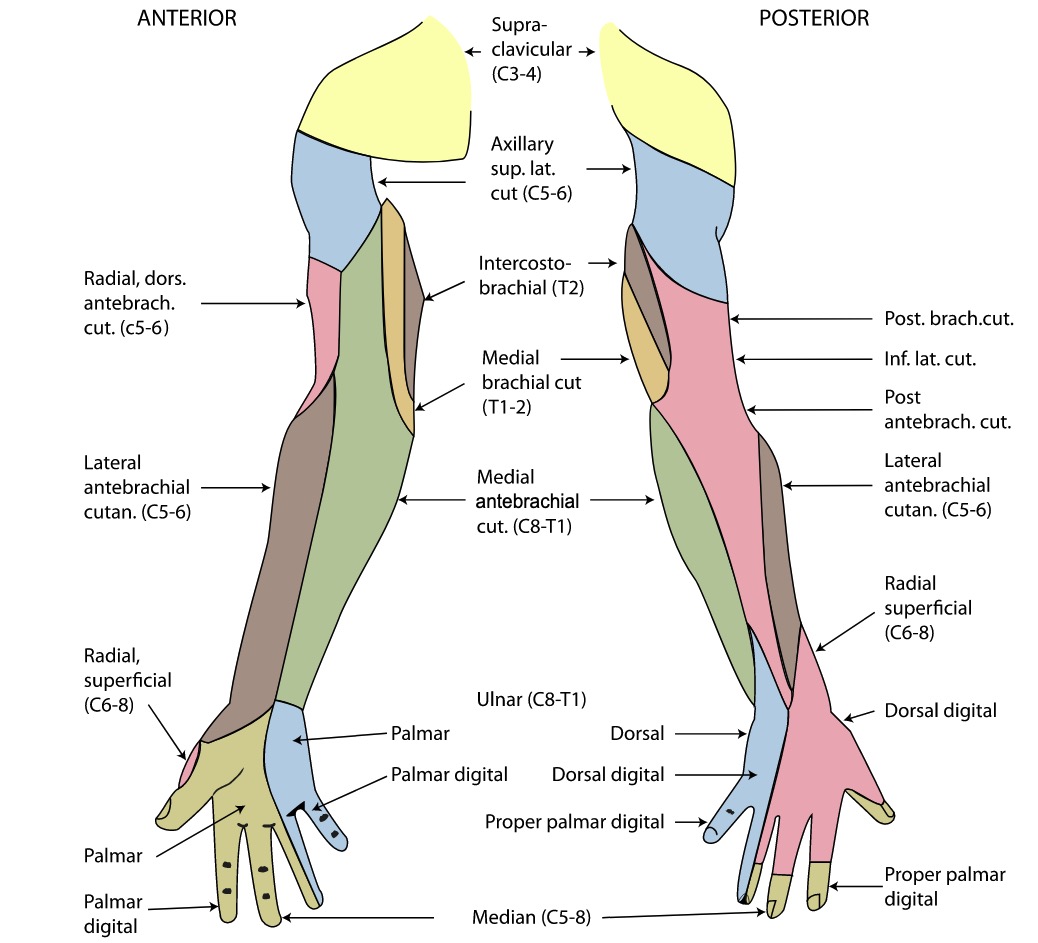 ANTERIOR
POSTERIOR
Supra-
clavicular
(C3-4)
Axillary
sup. lat.
cut (C5-6)
Radial, dors.
antebrach.
cut. (c5-6)
Intercosto-
brachial (T2)
Post. brach.cut.
Inf. lat. cut.
Medial
brachial cut
(T1-2)
Post
antebrach. cut.
Lateral
antebrachial
cutan. (C5-6)
Medial
antebrachial
cut. (C8-T1)
Lateral
antebrachial
cutan. (C5-6)
Radial
superficial
(C6-8)
Radial,
superficial
(C6-8)
Ulnar (C8-T1)
Dorsal digital
Palmar
Dorsal
Palmar digital
Dorsal digital
Proper palmar digital
Palmar
Palmar
digital
Median (C5-8)
Proper palmar
digital